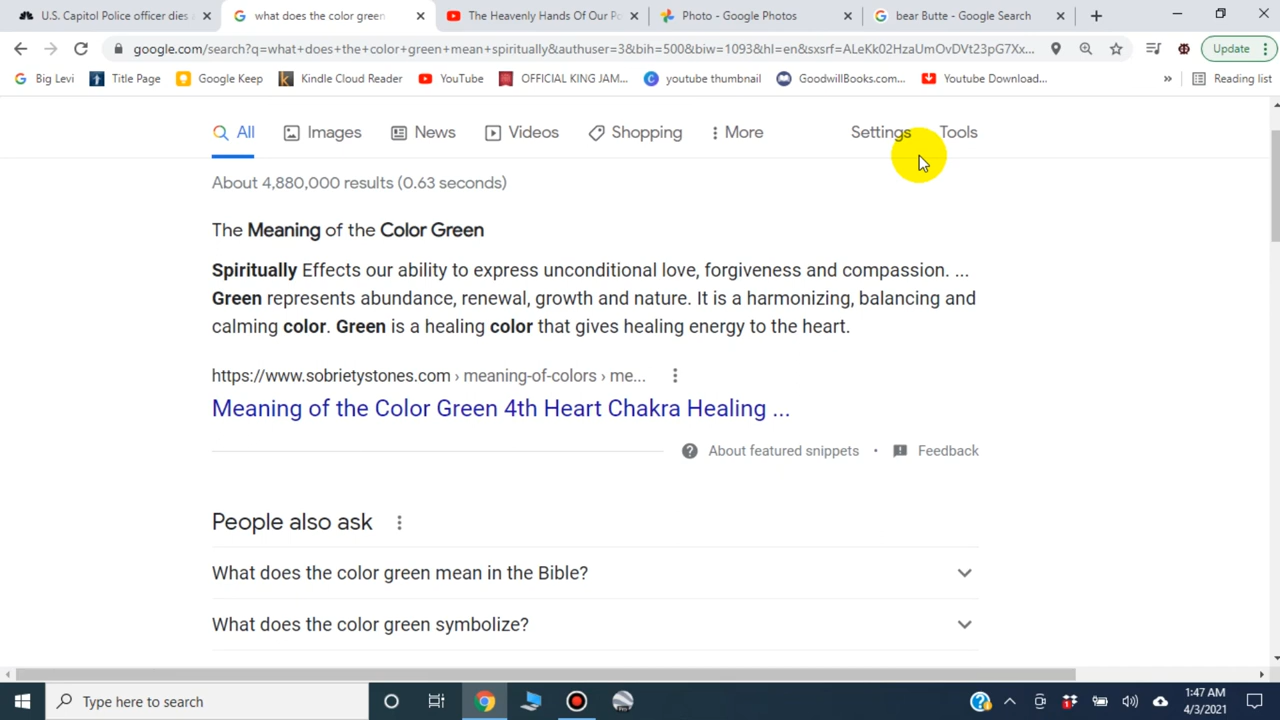 U.S. Capitol Police officer dies a
what does the color green
The Heavenly Hands Of Our Po
Photo - Google Photos
bear Butte - Google Search
google.com/search?q=what+does+the+color+green+mean+spiritually&authuser=3&bih=500&biw=1093&hl=en&sxsrf=ALeKk02HzaUmOvDVt23pG7Xx...
Update
Big Levi
Title Page
Google Keep
Kindle Cloud Reader
YouTube
OFFICIAL KING JAM...
youtube thumbnail
GoodwillBooks.com...
Youtube Download...
»
Reading list
All
Images
News
Videos
Shopping
More
Settings
Tools
About 4,880,000 results (0.63 seconds)
The Meaning of the Color Green
Spiritually Effects our ability to express unconditional love, forgiveness and compassion. ...
Green represents abundance, renewal, growth and nature. It is a harmonizing, balancing and
calming color. Green is a healing color that gives healing energy to the heart.
https://www.sobrietystones.com › meaning-of-colors › me...
Meaning of the Color Green 4th Heart Chakra Healing ...
About featured snippets • Feedback
People also ask
What does the color green mean in the Bible?
What does the color green symbolize?
Type here to search
1:47 AM
4/3/2021